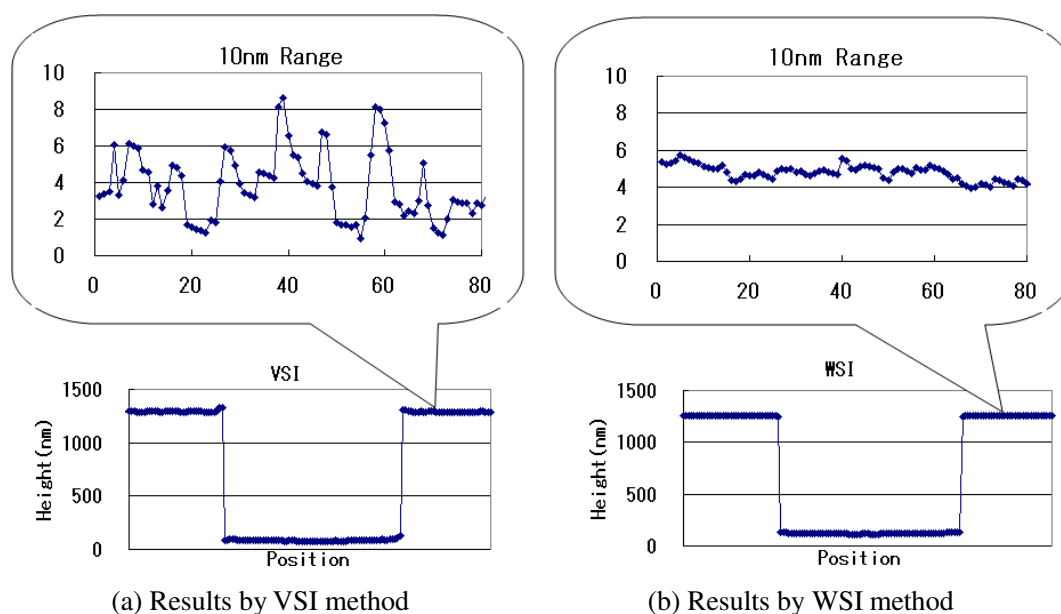 10nm Range
10
8
6
4
2
0
0 20 40 60 80
VSI
1500
1000
500
0
Height(nm)
Position
(a) Results by VSI method
10nm Range
10
8
6
4
2
0
0 20 40 60 80
WSI
1500
1000
500
0
Height(nm)
Position
(b) Results by WSI method